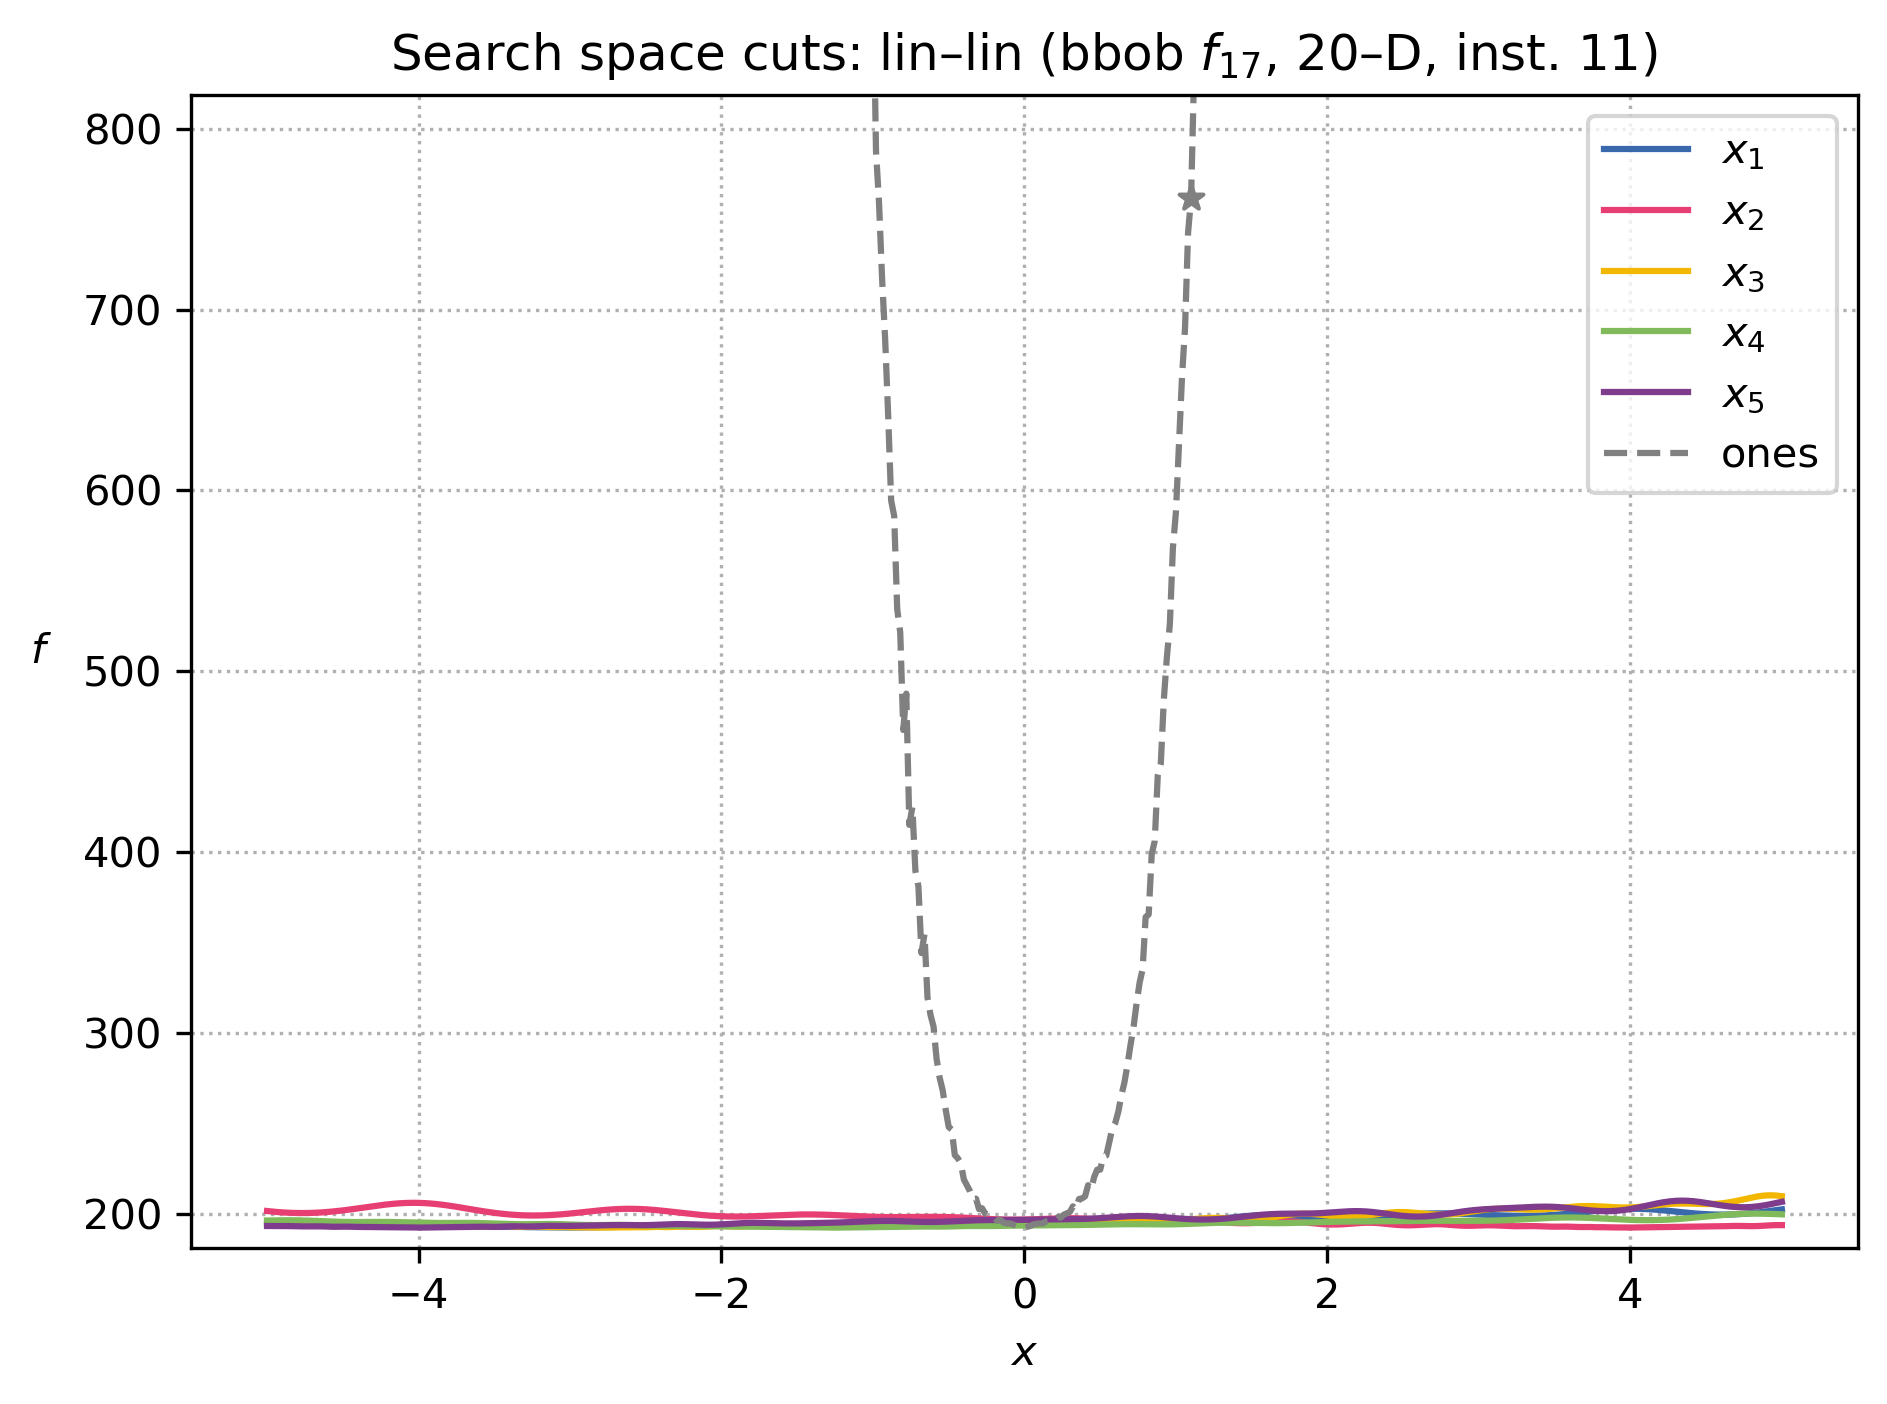 Search space cuts: lin–lin (bbob f₁₇, 20–D, inst. 11)
800
700
600
500
400
300
200
f
−4
−2
0
2
4
x
x₁
x₂
x₃
x₄
x₅
ones